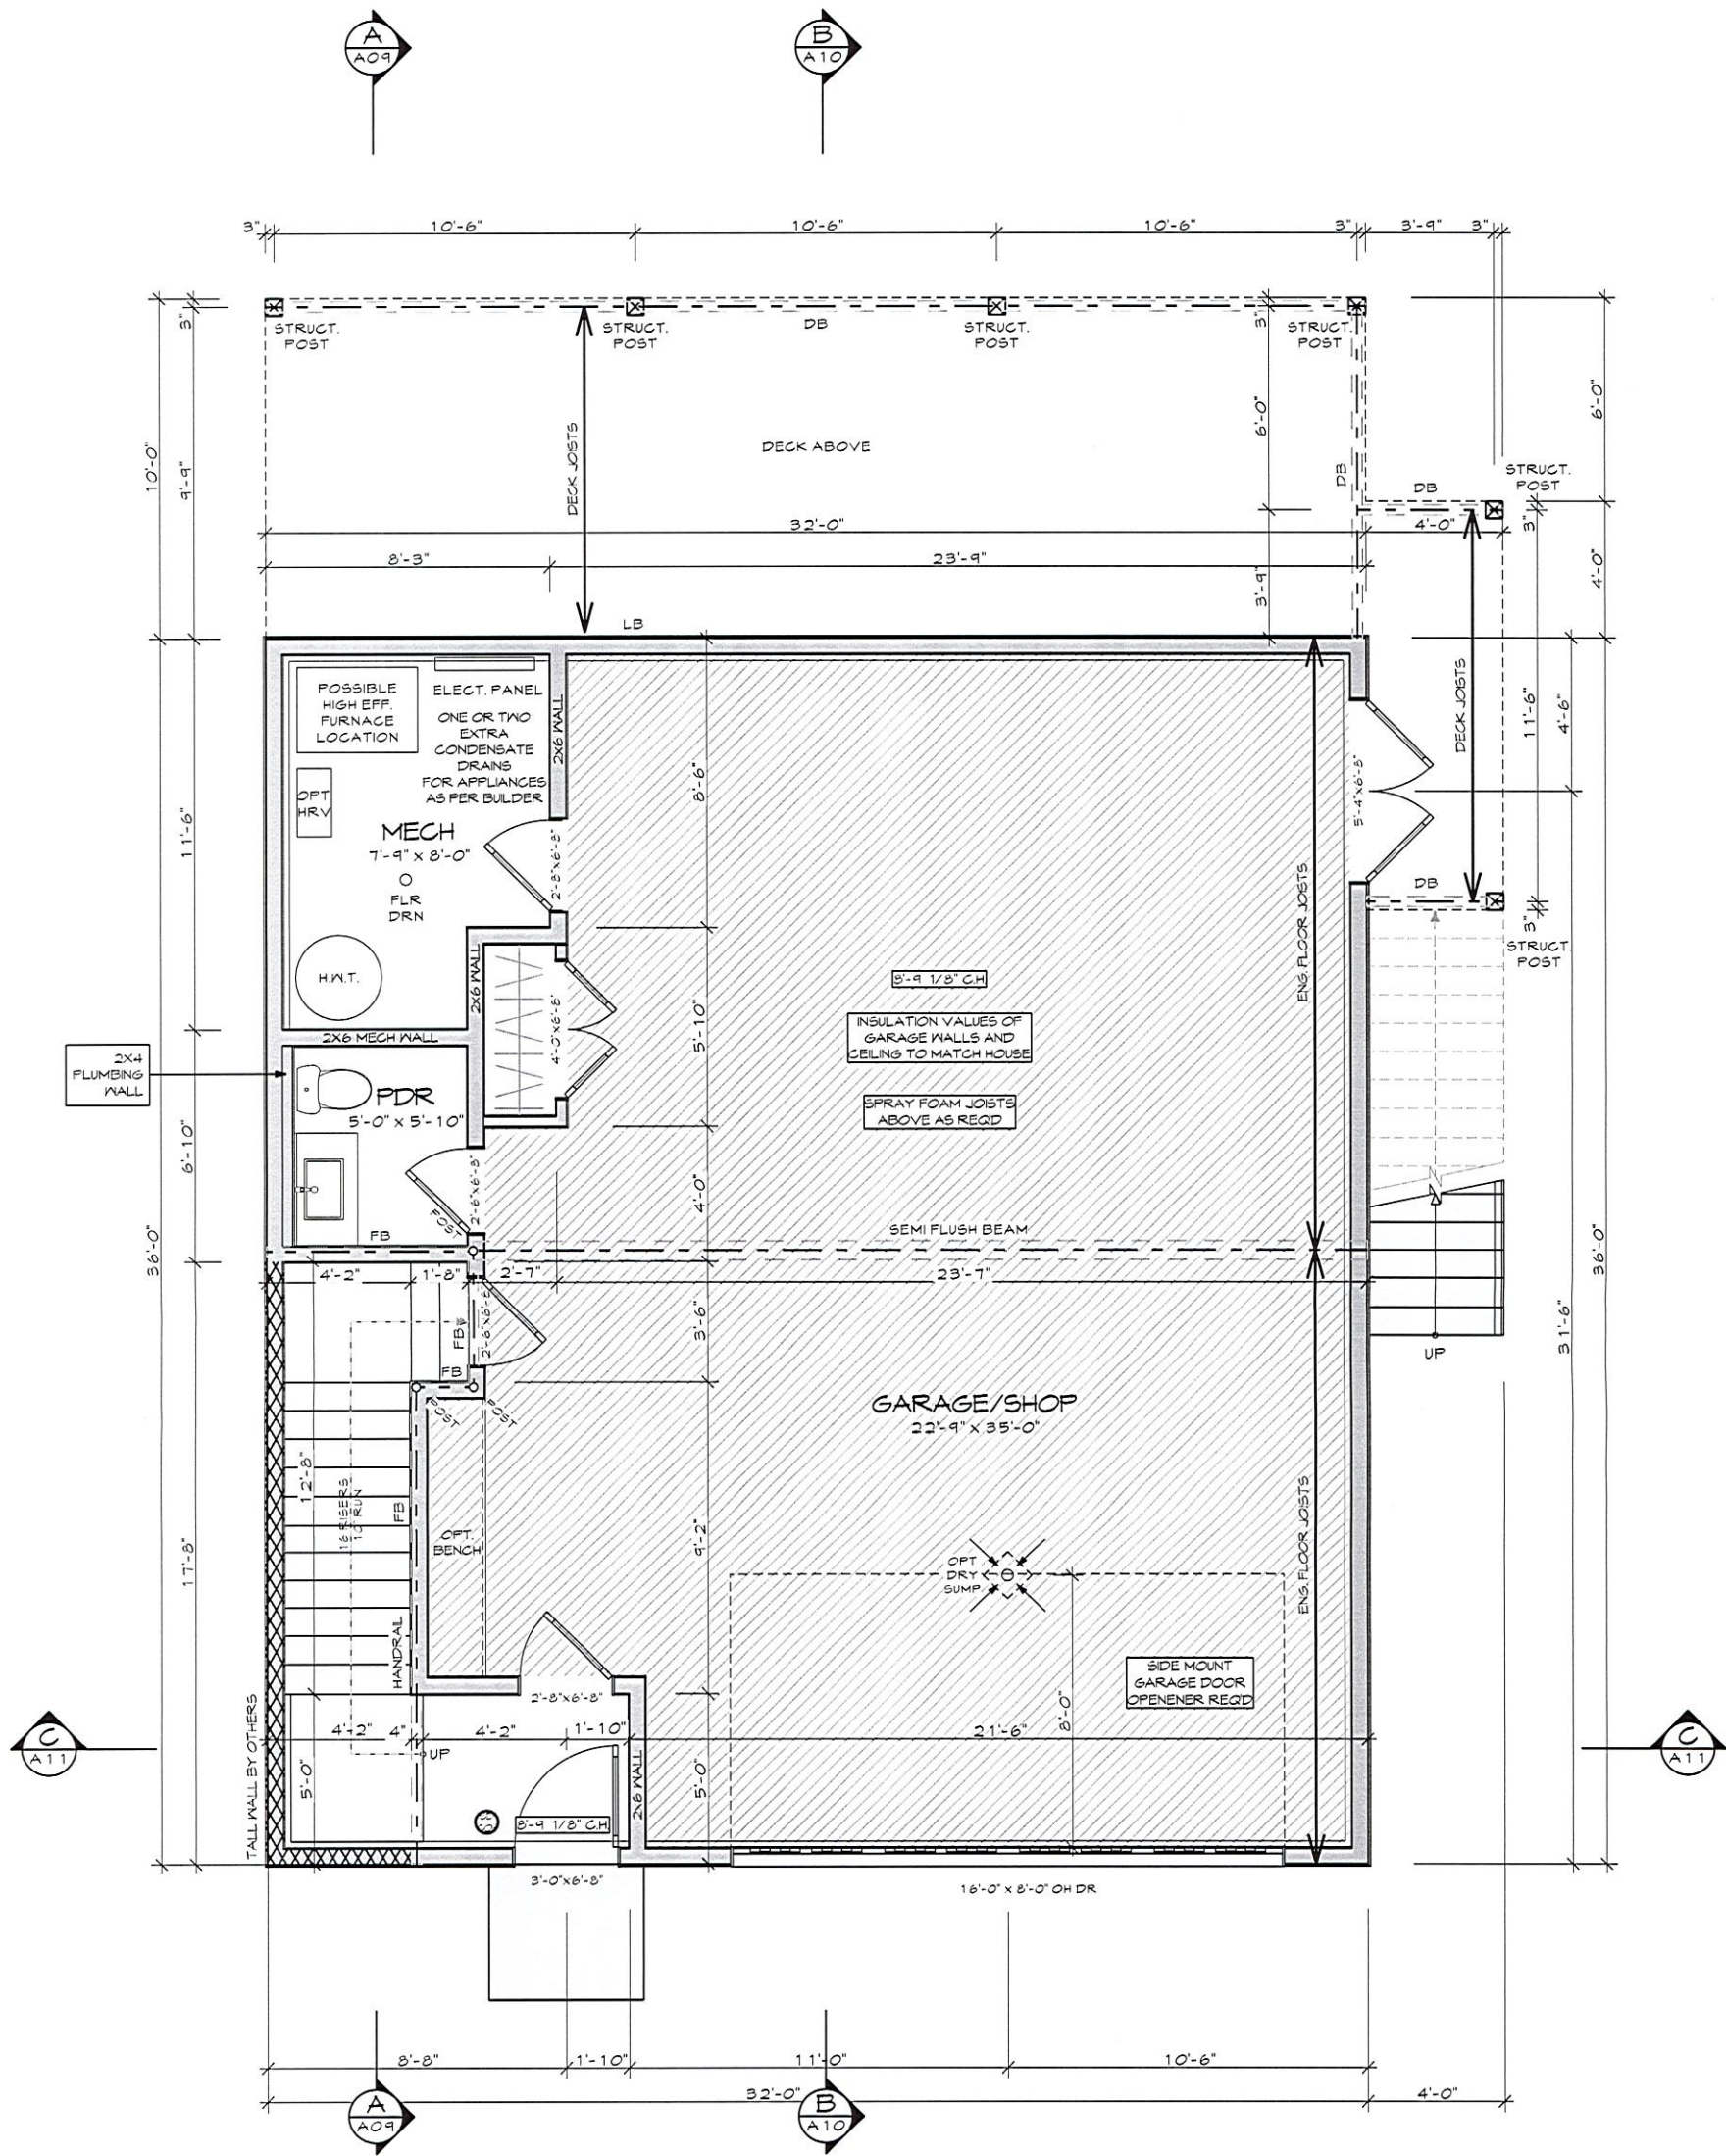 A
A09
B
A10
3" 10'-6" 10'-6" 10'-6" 3" 3'-9" 3"
STRUCT.
POST
STRUCT.
POST
DB
STRUCT.
POST
STRUCT.
POST
3"
10'-0"
9'-9"
DECK JOISTS
DECK ABOVE
3"
6'-0"
DB
6'-0"
STRUCT.
POST
DB
32'-0" 4'-0"
3"
8'-3" 23'-9"
3'-9"
4'-0"
LB
POSSIBLE
HIGH EFF.
FURNACE
LOCATION
ELECT. PANEL
ONE OR TWO
EXTRA
CONDENSATE
DRAINS
FOR APPLIANCES
AS PER BUILDER
2X6 WALL
8'-6"
OPT
HRV
MECH
7'-9" x 8'-0"
FLR
DRN
2'-8"x6'-8"
11'-6"
H.W.T.
2X6 WALL
4'-0"x6'-8"
5'-10"
2X6 MECH WALL
5'-4"x6'-8"
DECK JOISTS
11'-6"
4'-6"
DB
3"
STRUCT.
POST
ENG. FLOOR JOISTS
8'-9 1/8" C.H
INSULATION VALUES OF
GARAGE WALLS AND
CEILING TO MATCH HOUSE
SPRAY FOAM JOISTS
ABOVE AS REQ'D
2X4
PLUMBING
WALL
PDR
5'-0" x 5'-10"
6'-10"
2'-6"x6'-8"
POST
4'-0"
FB
SEMI FLUSH BEAM
36'-0"
36'-0"
4'-2" 1'-8" 2'-7" 23'-7"
2'-6"x6'-8"
FB
FB
3'-6"
POST
POST
UP
31'-6"
GARAGE/SHOP
22'-9" x 35'-0"
12'-8"
16 RISERS
10" RUN
FB
OPT.
BENCH
9'-2"
17'-8"
HANDRAIL
OPT
DRY
SUMP
ENG. FLOOR JOISTS
SIDE MOUNT
GARAGE DOOR
OPENENER REQ'D
8'-0"
2'-8"x6'-8"
TALL WALL BY OTHERS
C
A11
C
A11
4'-2" 4" 4'-2" 1'-10" 21'-6"
UP
5'-0"
2X6 WALL
5'-0"
8'-9 1/8" C.H.
3'-0"x6'-8"
16'-0" x 8'-0" OH DR
8'-8" 1'-10" 11'-0" 10'-6"
32'-0" 4'-0"
A
A09
B
A10